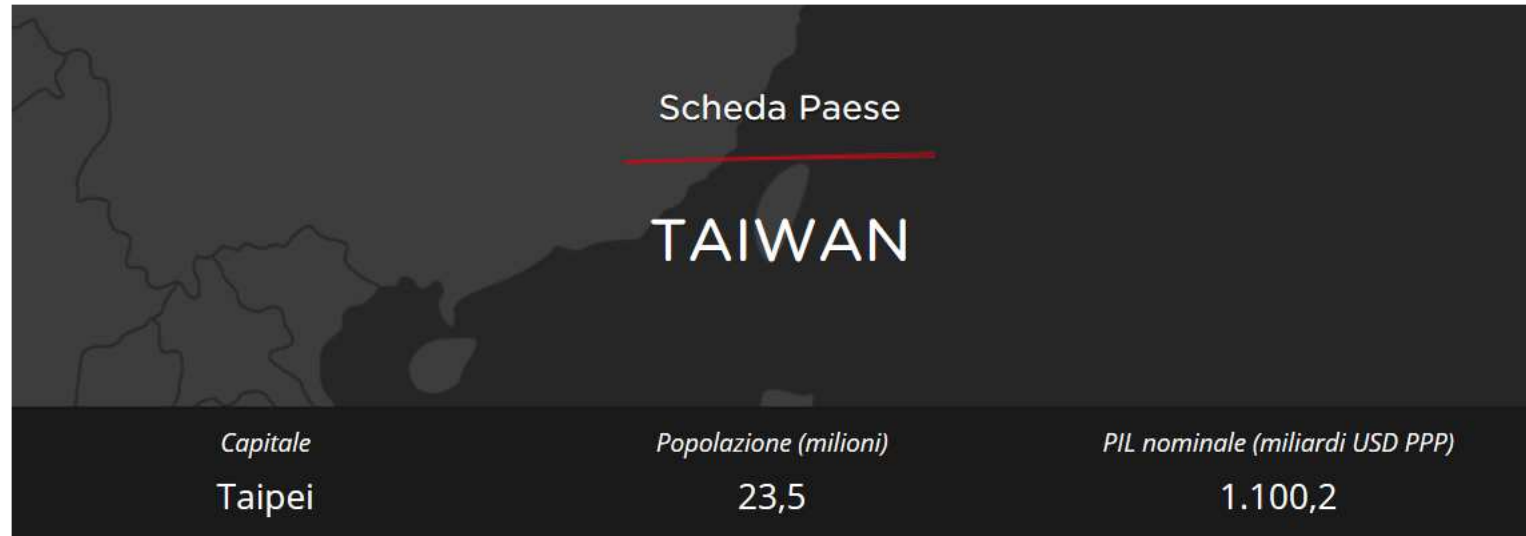 Scheda Paese
TAIWAN
Capitale
Popolazione (milioni)
PIL nominale (miliardi USD PPP)
Taipei
23,5
1.100,2